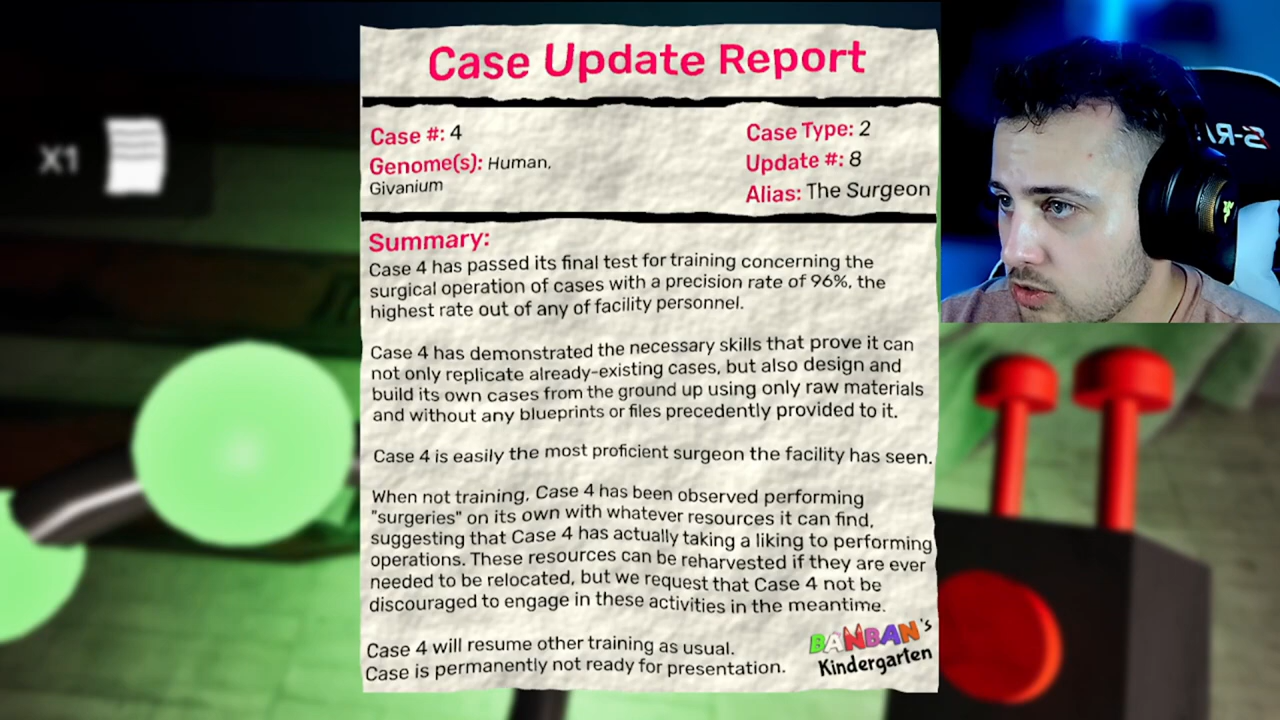 Case Update Report
X1
Case #: 4
Genome(s): Human,
Givanium
Case Type: 2
Update #: 8
Alias: The Surgeon
Summary:
Case 4 has passed its final test for training concerning the
surgical operation of cases with a precision rate of 96%, the
highest rate out of any of facility personnel.
Case 4 has demonstrated the necessary skills that prove it can
not only replicate already-existing cases, but also design and
build its own cases from the ground up using only raw materials
and without any blueprints or files precedently provided to it.
Case 4 is easily the most proficient surgeon the facility has seen.
When not training, Case 4 has been observed performing
"surgeries" on its own with whatever resources it can find,
suggesting that Case 4 has actually taking a liking to performing
operations. These resources can be reharvested if they are ever
needed to be relocated, but we request that Case 4 not be
discouraged to engage in these activities in the meantime.
Case 4 will resume other training as usual.
Case is permanently not ready for presentation.
BANBAN's
Kindergarten